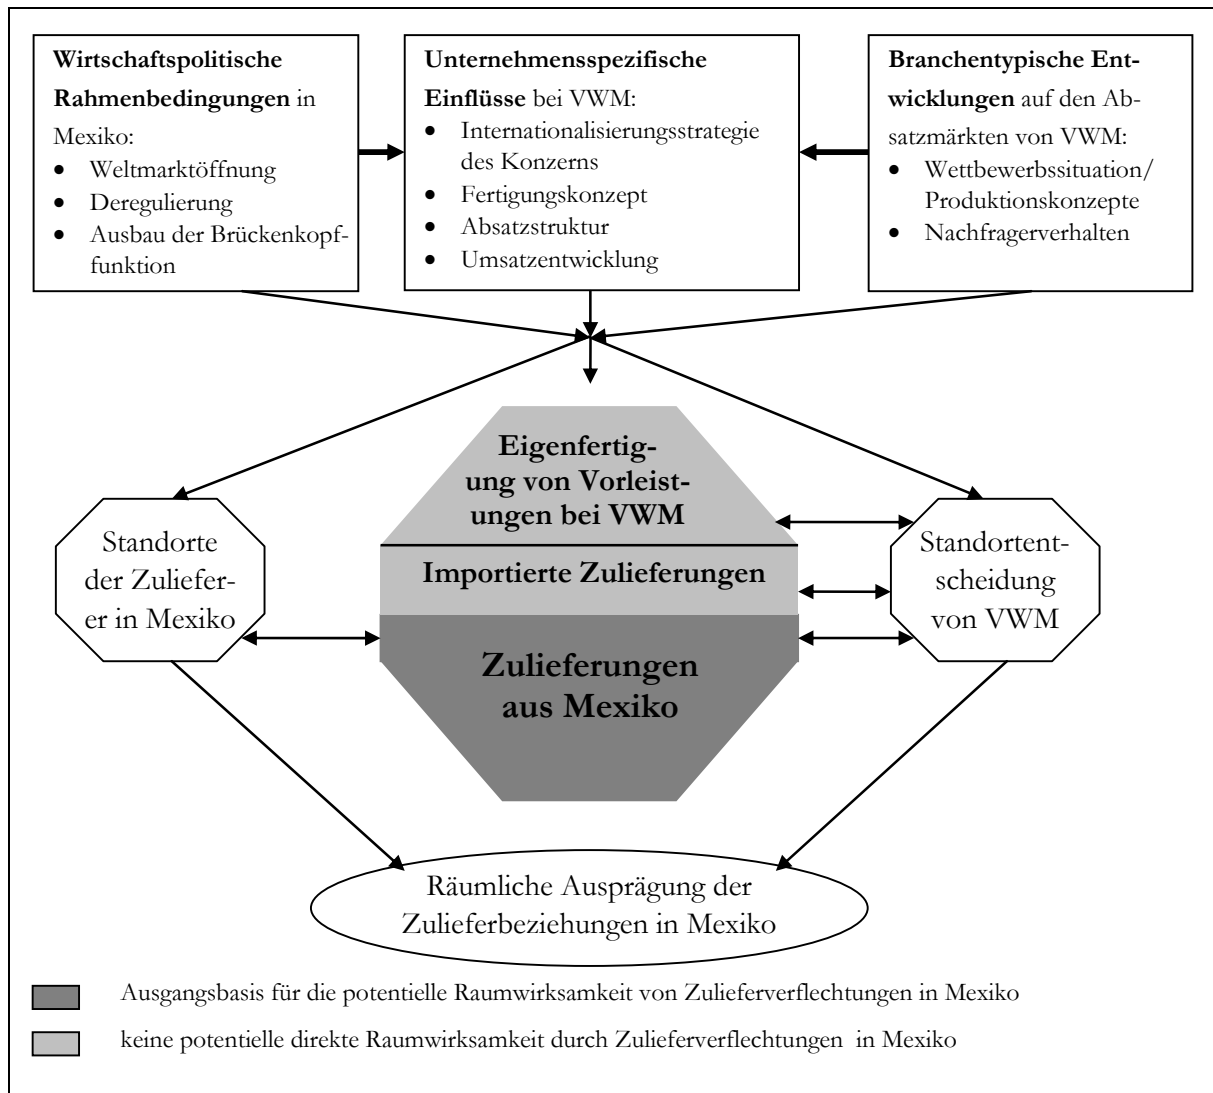 Wirtschaftspolitische
Rahmenbedingungen in
Mexiko:
• Weltmarktöffnung
• Deregulierung
• Ausbau der Brückenkopf-
funktion
Unternehmensspezifische
Einflüsse bei VWM:
• Internationalisierungsstrategie
des Konzerns
• Fertigungskonzept
• Absatzstruktur
• Umsatzentwicklung
Branchentypische Ent-
wicklungen auf den Ab-
satzmärkten von VWM:
• Wettbewerbssituation/
Produktionskonzepte
• Nachfragerverhalten
Eigenfertig-
ung von Vorleist-
ungen bei VWM
Importierte Zulieferungen
Zulieferungen
aus Mexiko
Standorte
der Zuliefer-
er in Mexiko
Standortent-
scheidung
von VWM
Räumliche Ausprägung der
Zulieferbeziehungen in Mexiko
Ausgangsbasis für die potentielle Raumwirksamkeit von Zulieferverflechtungen in Mexiko
keine potentielle direkte Raumwirksamkeit durch Zulieferverflechtungen in Mexiko